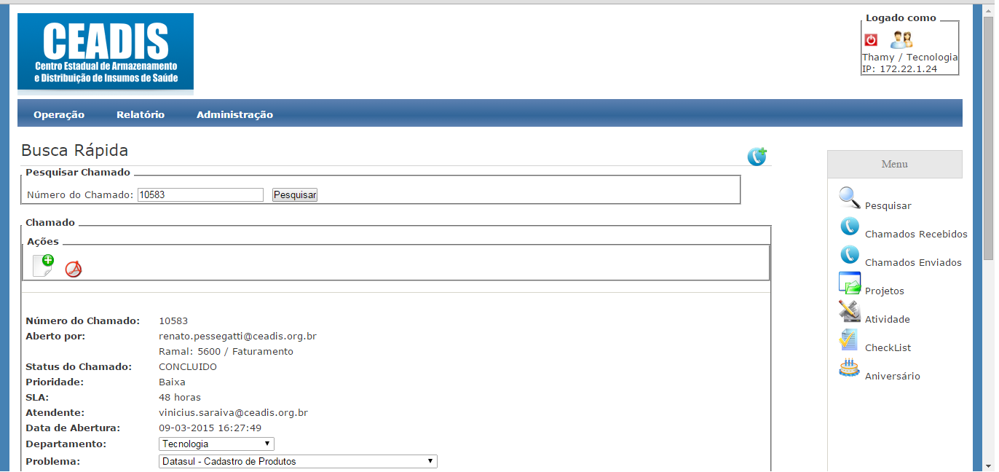 CEADIS
Centro Estadual de Armazenamento
e Distribuição de Insumos de Saúde
Logado como
Thamy / Tecnologia
IP: 172.22.1.24
Operação Relatório Administração
Busca Rápida
Pesquisar Chamado
Número do Chamado: 10583 Pesquisar
Chamado
Ações
Número do Chamado: 10583
Aberto por: renato.pessegatti@ceadis.org.br
Ramal: 5600 / Faturamento
Status do Chamado: CONCLUIDO
Prioridade: Baixa
SLA: 48 horas
Atendente: vinicius.saraiva@ceadis.org.br
Data de Abertura: 09-03-2015 16:27:49
Departamento: Tecnologia
Problema: Datasul - Cadastro de Produtos
Menu
Pesquisar
Chamados Recebidos
Chamados Enviados
Projetos
Atividade
CheckList
Aniversário